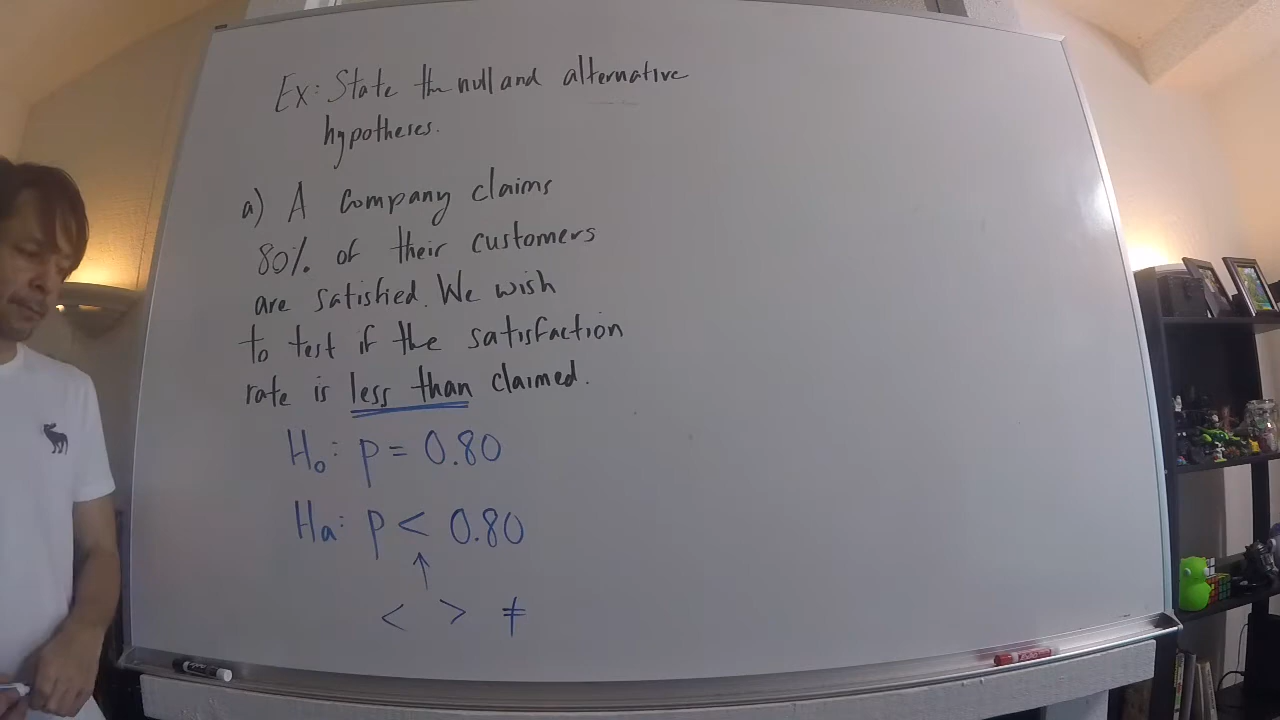 Ex: State the null and alternative
hypotheses.
a) A company claims
80% of their customers
are satisfied. We wish
to test if the satisfaction
rate is less than claimed.
H₀: p = 0.80
Ha: p < 0.80
↑
< > ≠